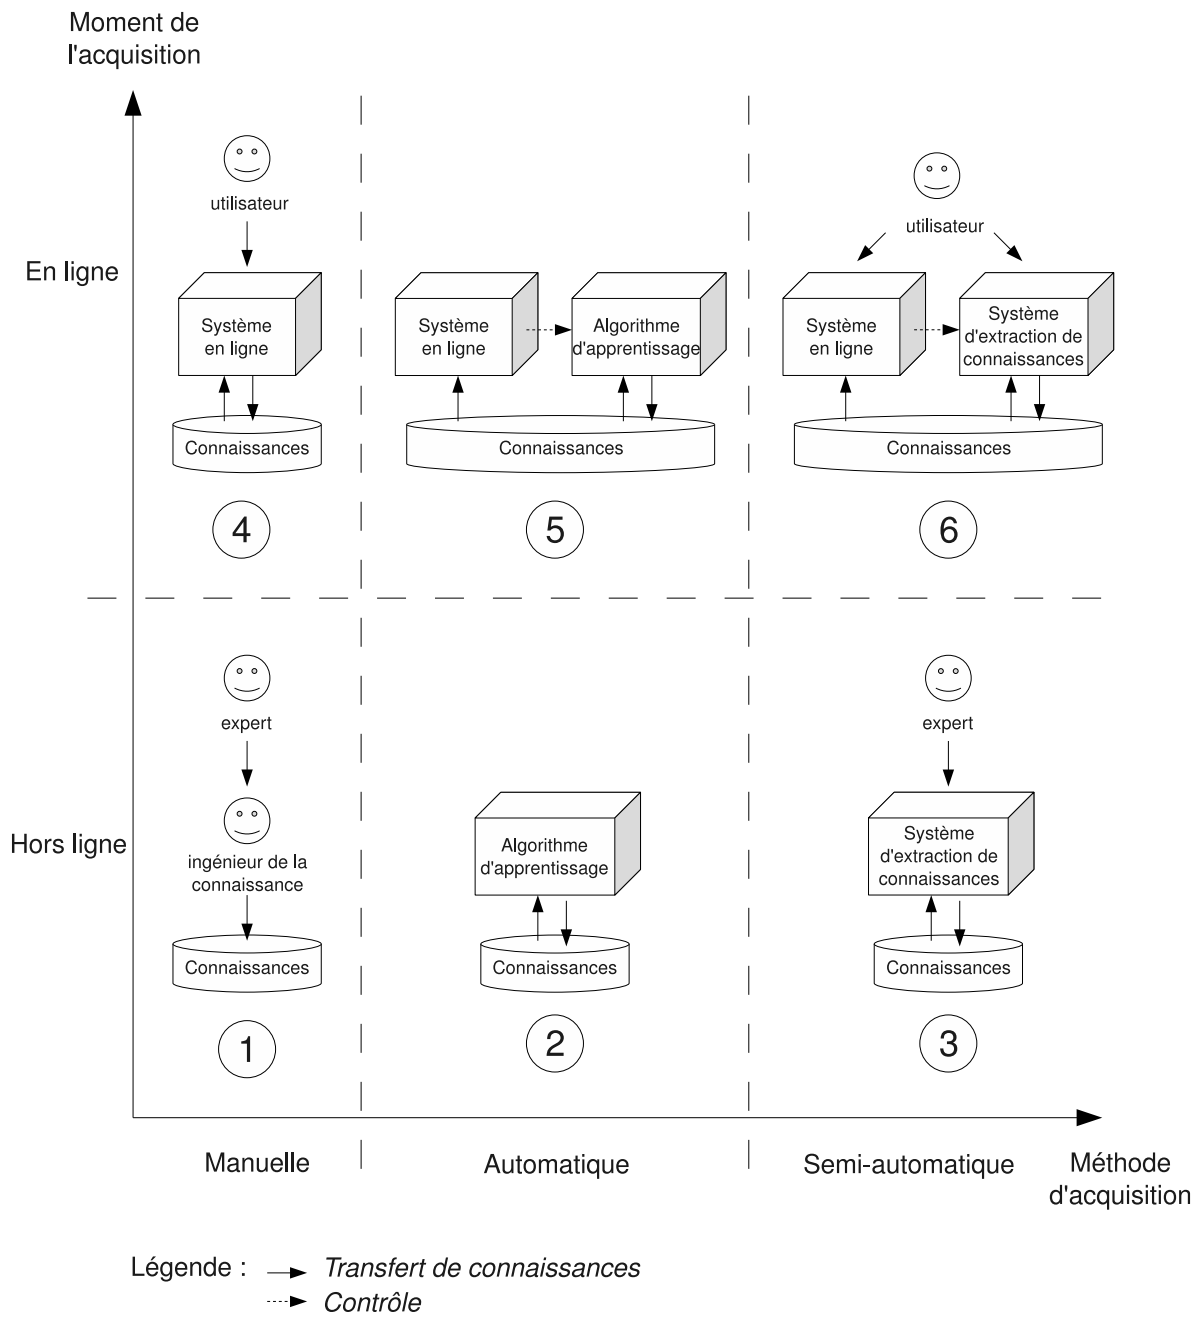 Moment de
l'acquisition
utilisateur
utilisateur
En ligne
Système
en ligne
Système
en ligne
Algorithme
d'apprentissage
Système
en ligne
Système
d'extraction de
connaissances
Connaissances
Connaissances
Connaissances
4
5
6
expert
expert
Hors ligne
ingénieur de la
connaissance
Algorithme
d'apprentissage
Système
d'extraction de
connaissances
Connaissances
Connaissances
Connaissances
1
2
3
Manuelle
Automatique
Semi-automatique
Méthode
d'acquisition
Légende :
Transfert de connaissances
Contrôle